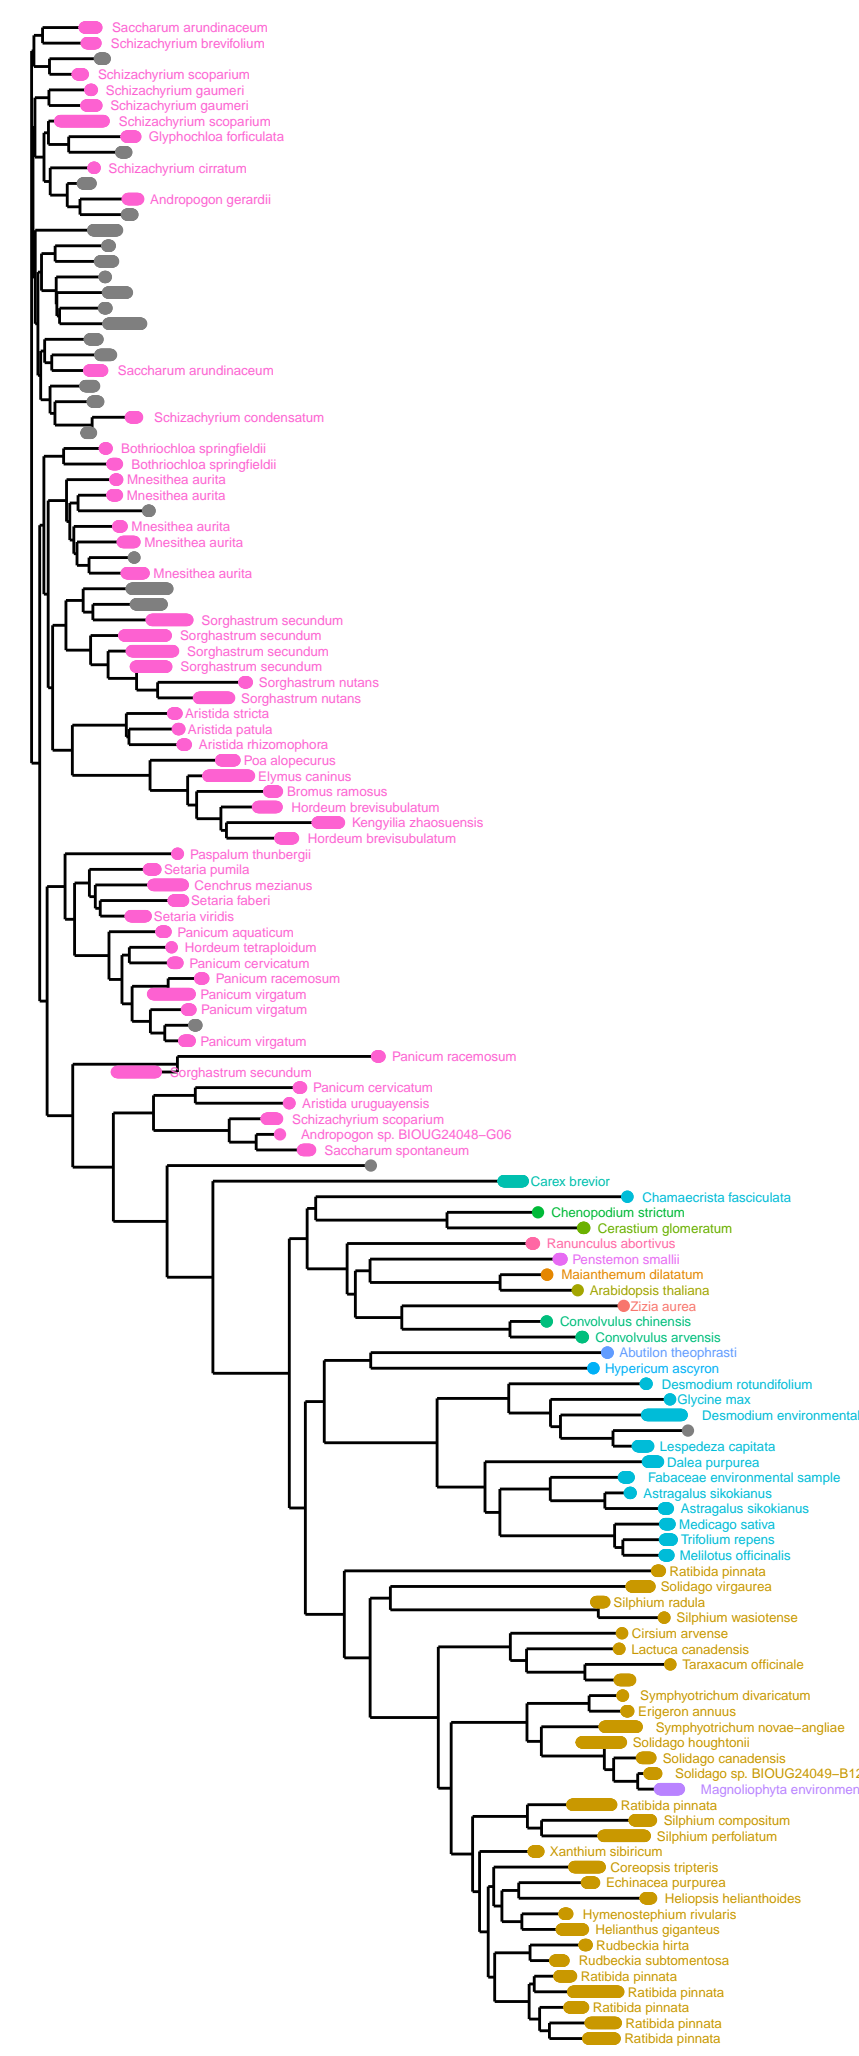 Saccharum arundinaceum
Schizachyrium brevifolium
Schizachyrium scoparium
Schizachyrium gaumeri
Schizachyrium gaumeri
Schizachyrium scoparium
Glyphochloa forficulata
Schizachyrium cirratum
Andropogon gerardii
Saccharum arundinaceum
Schizachyrium condensatum
Bothriochloa springfieldii
Bothriochloa springfieldii
Mnesithea aurita
Mnesithea aurita
Mnesithea aurita
Mnesithea aurita
Mnesithea aurita
Sorghastrum secundum
Sorghastrum secundum
Sorghastrum secundum
Sorghastrum secundum
Sorghastrum nutans
Sorghastrum nutans
Aristida stricta
Aristida patula
Aristida rhizomophora
Poa alopecurus
Elymus caninus
Bromus ramosus
Hordeum brevisubulatum
Kengyilia zhaosuensis
Hordeum brevisubulatum
Paspalum thunbergii
Setaria pumila
Cenchrus mezianus
Setaria faberi
Setaria viridis
Panicum aquaticum
Hordeum tetraploidum
Panicum cervicatum
Panicum racemosum
Panicum virgatum
Panicum virgatum
Panicum virgatum
Panicum racemosum
Sorghastrum secundum
Panicum cervicatum
Aristida uruguayensis
Schizachyrium scoparium
Andropogon sp. BIOUG24048−G06
Saccharum spontaneum
Carex brevior
Chamaecrista fasciculata
Chenopodium strictum
Cerastium glomeratum
Ranunculus abortivus
Penstemon smallii
Maianthemum dilatatum
Arabidopsis thaliana
Zizia aurea
Convolvulus chinensis
Convolvulus arvensis
Abutilon theophrasti
Hypericum ascyron
Desmodium rotundifolium
Glycine max
Desmodium environmental
Lespedeza capitata
Dalea purpurea
Fabaceae environmental sample
Astragalus sikokianus
Astragalus sikokianus
Medicago sativa
Trifolium repens
Melilotus officinalis
Ratibida pinnata
Solidago virgaurea
Silphium radula
Silphium wasiotense
Cirsium arvense
Lactuca canadensis
Taraxacum officinale
Symphyotrichum divaricatum
Erigeron annuus
Symphyotrichum novae−angliae
Solidago houghtonii
Solidago canadensis
Solidago sp. BIOUG24049−B12
Magnoliophyta environmen
Ratibida pinnata
Silphium compositum
Silphium perfoliatum
Xanthium sibiricum
Coreopsis tripteris
Echinacea purpurea
Heliopsis helianthoides
Hymenostephium rivularis
Helianthus giganteus
Rudbeckia hirta
Rudbeckia subtomentosa
Ratibida pinnata
Ratibida pinnata
Ratibida pinnata
Ratibida pinnata
Ratibida pinnata